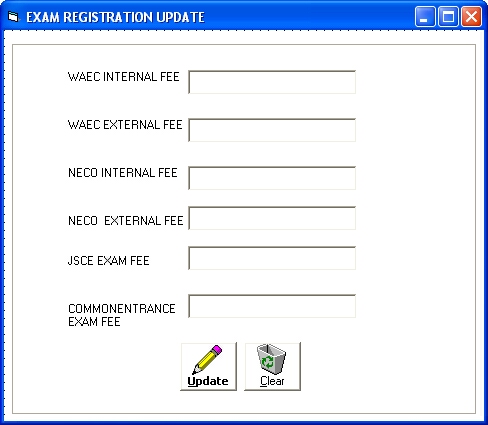 EXAM REGISTRATION UPDATE
WAEC INTERNAL FEE
WAEC EXTERNAL FEE
NECO INTERNAL FEE
NECO  EXTERNAL FEE
JSCE EXAM FEE
COMMONENTRANCE
EXAM FEE
Update
Clear